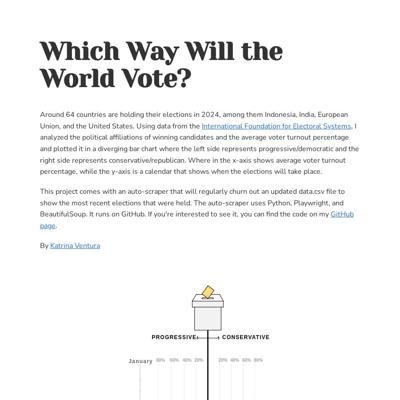 Which Way Will the
World Vote?
Around 64 countries are holding their elections in 2024, among them Indonesia, India, European
Union, and the United States. Using data from the International Foundation for Electoral Systems, I
analyzed the political affiliations of winning candidates and the average voter turnout percentage
and plotted it in a diverging bar chart where the left side represents progressive/democratic and the
right side represents conservative/republican. Where in the x-axis shows average voter turnout
percentage, while the y-axis is a calendar that shows when the elections will take place.
This project comes with an auto-scraper that will regularly churn out an updated data.csv file to
show the most recent elections that were held. The auto-scraper uses Python, Playwright, and
BeautifulSoup. It runs on GitHub. If you're interested to see it, you can find the code on my GitHub
page.
By Katrina Ventura
PROGRESSIVE CONSERVATIVE
January 80% 60% 40% 20% 20% 40% 60% 80%